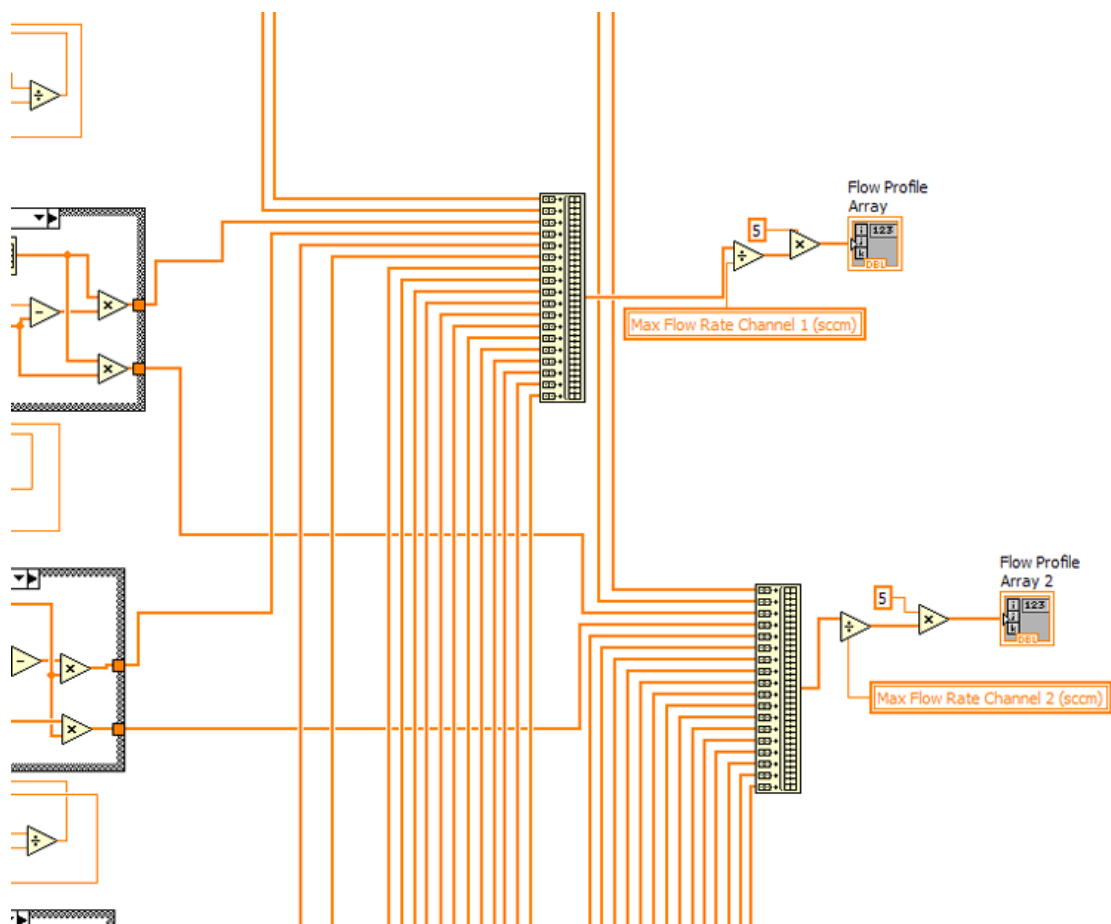 Flow Profile
Array
5
i 123
j
k
DBL
Max Flow Rate Channel 1 (sccm)
Flow Profile
Array 2
5
i 123
j
k
DBL
Max Flow Rate Channel 2 (sccm)